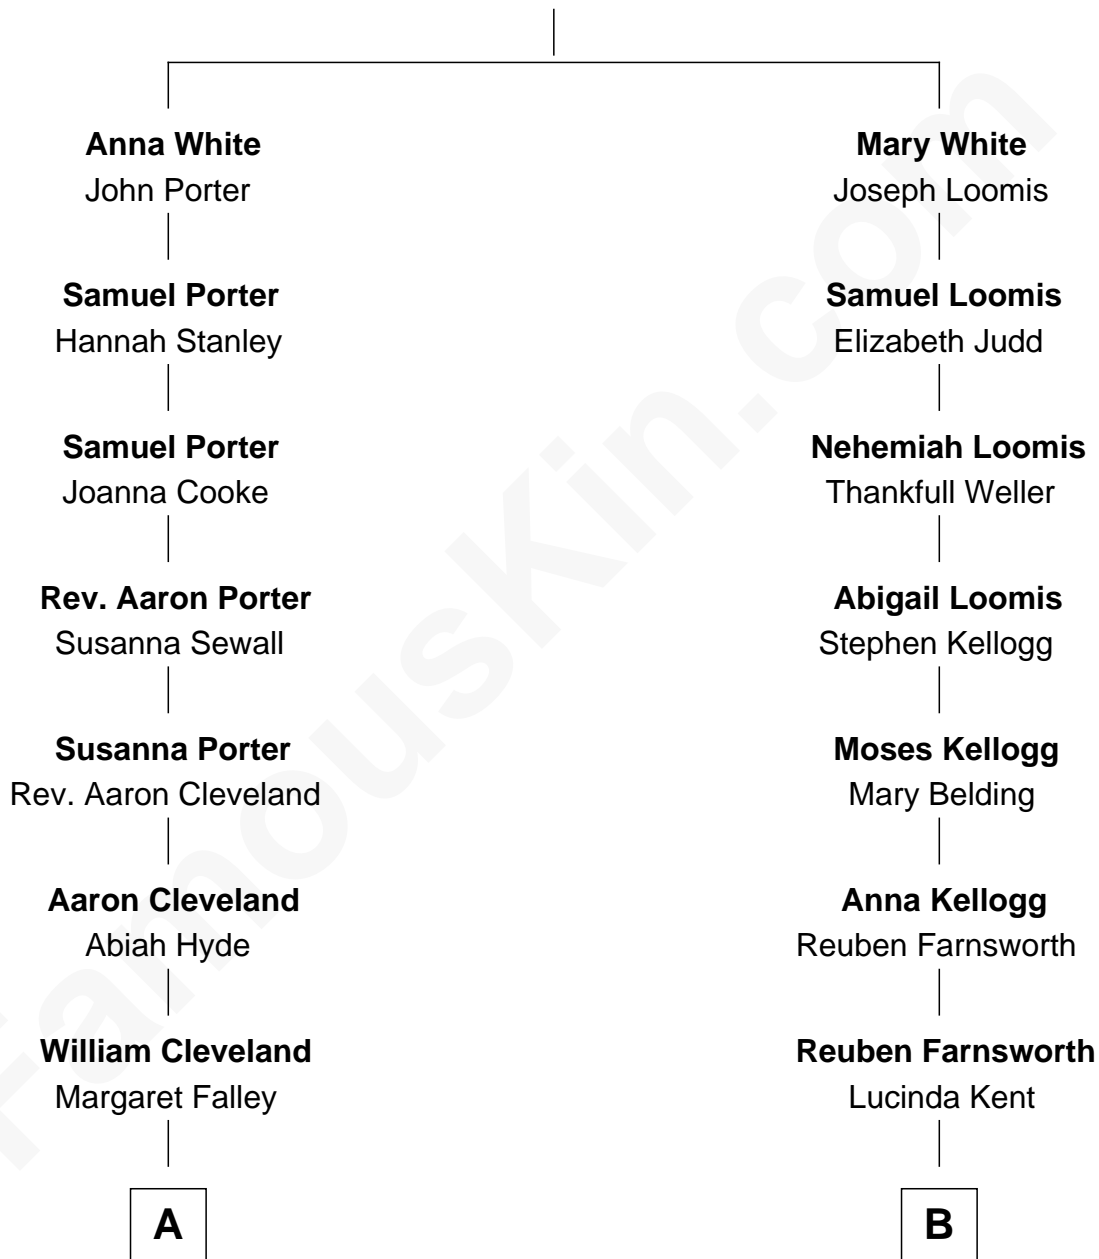 Anna White
John Porter
Samuel Porter
Hannah Stanley
Samuel Porter
Joanna Cooke
Rev. Aaron Porter
Susanna Sewall
Susanna Porter
Rev. Aaron Cleveland
Aaron Cleveland
Abiah Hyde
William Cleveland
Margaret Falley
A
Mary White
Joseph Loomis
Samuel Loomis
Elizabeth Judd
Nehemiah Loomis
Thankfull Weller
Abigail Loomis
Stephen Kellogg
Moses Kellogg
Mary Belding
Anna Kellogg
Reuben Farnsworth
Reuben Farnsworth
Lucinda Kent
B
FamousKin.com